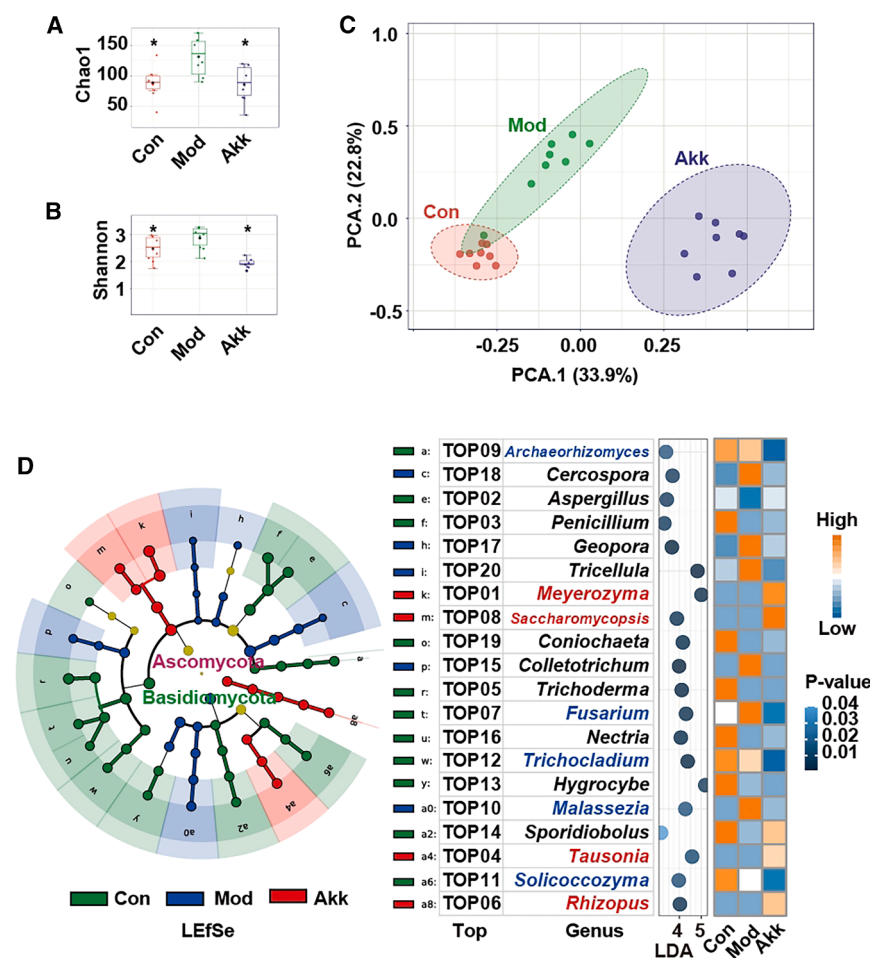 A
Chao1
150
100
50
*
*
Con
Mod
Akk
B
Shannon
3
2
1
*
*
Con
Mod
Akk
C
PCA.2 (22.8%)
1.0
0.5
0.0
-0.5
Mod
Akk
Con
-0.25
0.00
0.25
PCA.1 (33.9%)
D
a: TOP09 Archaeorhizomyces
c: TOP18 Cercospora
e: TOP02 Aspergillus
f: TOP03 Penicillium
h: TOP17 Geopora
i: TOP20 Tricellula
k: TOP01 Meyerozyma
m: TOP08 Saccharomycopsis
o: TOP19 Coniochaeta
p: TOP15 Colletotrichum
r: TOP05 Trichoderma
t: TOP07 Fusarium
u: TOP16 Nectria
w: TOP12 Trichocladium
y: TOP13 Hygrocybe
a0: TOP10 Malassezia
a2: TOP14 Sporidiobolus
a4: TOP04 Tausonia
a6: TOP11 Solicoccozyma
a8: TOP06 Rhizopus
Top
Genus
4 5
LDA
Con
Mod
Akk
High
Low
P-value
0.04
0.03
0.02
0.01
i
h
k
f
m
e
o
c
p
Ascomycota
a
r
Basidiomycota
a8
t
u
a6
w
a4
y
a0
a2
Con
Mod
Akk
LEfSe